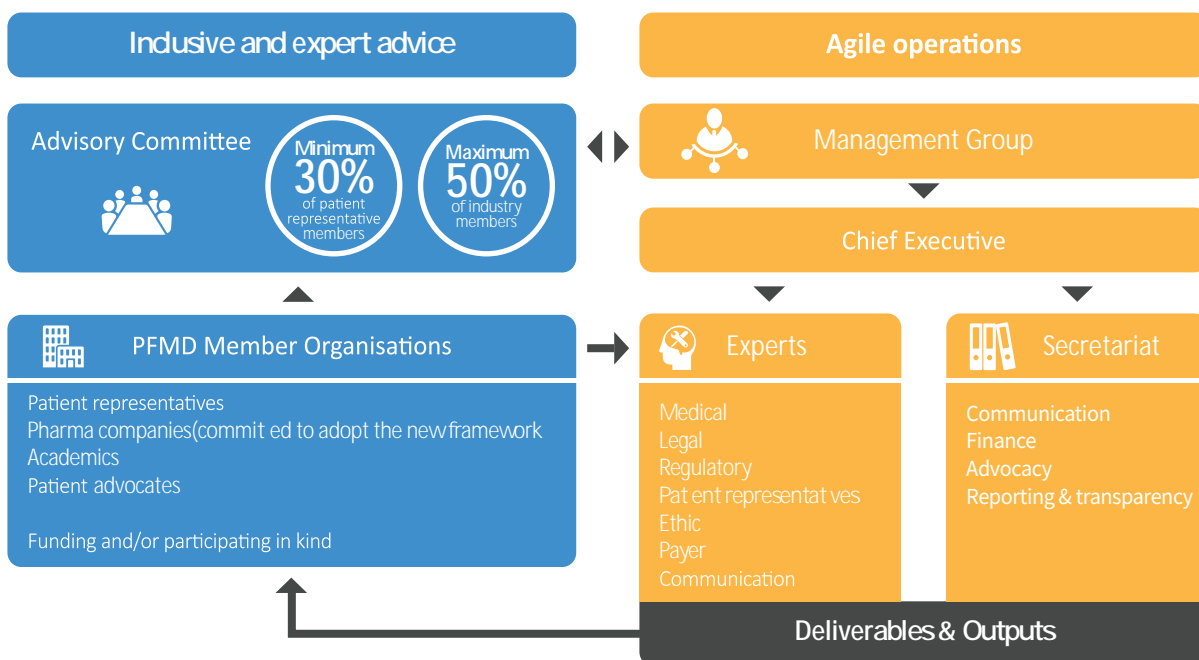 Inclusive and expert advice
Agile operations
Advisory Committee
Minimum
30%
of patient
representative
members
Maximum
50%
of industry
members
Management Group
Chief Executive
PFMD Member Organisations
Patient representatives
Pharma companies(commit ed to adopt the new framework
Academics
Patient advocates
Funding and/or participating in kind
Experts
Medical
Legal
Regulatory
Pat ent representat ves
Ethic
Payer
Communication
Secretariat
Communication
Finance
Advocacy
Reporting & transparency
Deliverables & Outputs